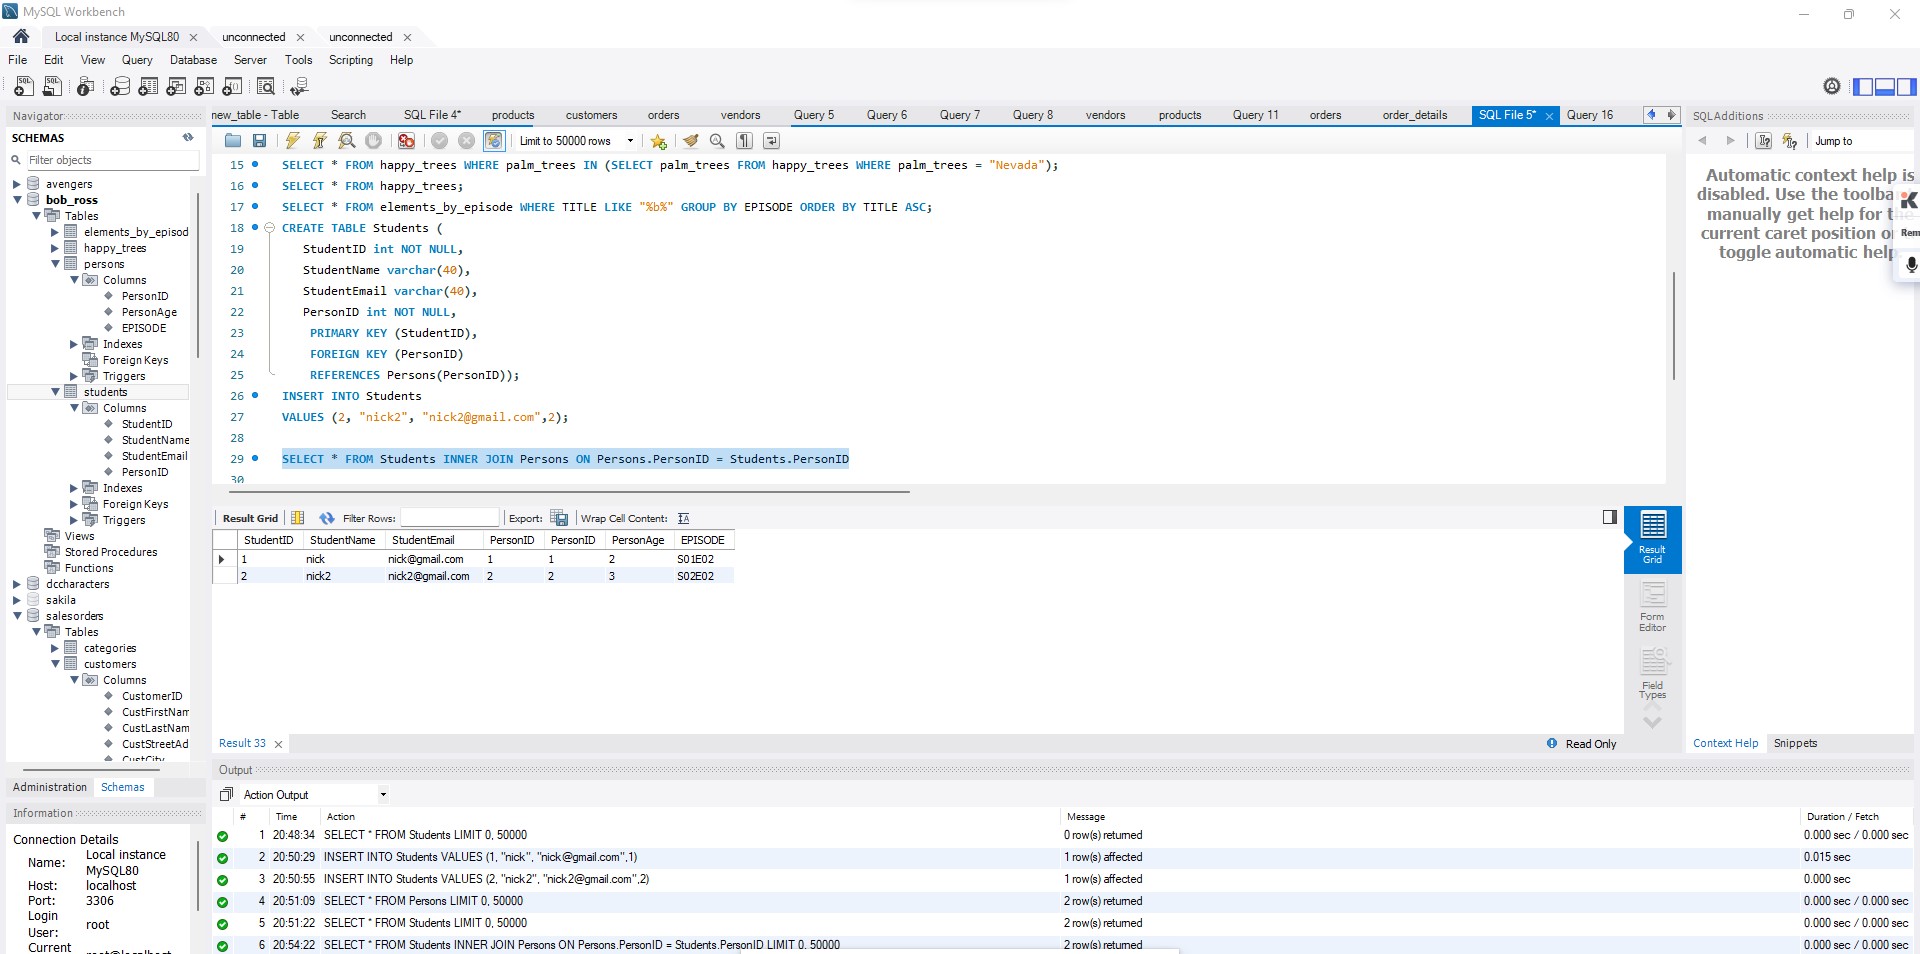 MySQL Workbench
Local instance MySQL80
unconnected
unconnected
File Edit View Query Database Server Tools Scripting Help
Navigator
SCHEMAS
Filter objects
avengers
bob_ross
Tables
elements_by_episod
happy_trees
persons
Columns
PersonID
PersonAge
EPISODE
Indexes
Foreign Keys
Triggers
students
Columns
StudentID
StudentName
StudentEmail
PersonID
Indexes
Foreign Keys
Triggers
Views
Stored Procedures
Functions
dccharacters
sakila
salesorders
Tables
categories
customers
Columns
CustomerID
CustFirstNam
CustLastNam
CustStreetAd
CustCity
Administration Schemas
Information
Connection Details
Name: Local instance MySQL80
Host: localhost
Port: 3306
Login User: root
Current
new_table - Table Search SQL File 4* products customers orders vendors Query 5 Query 6 Query 7 Query 8 vendors products Query 11 orders order_details SQL File 5* Query 16
Limit to 50000 rows
15 SELECT * FROM happy_trees WHERE palm_trees IN (SELECT palm_trees FROM happy_trees WHERE palm_trees = "Nevada");
16 SELECT * FROM happy_trees;
17 SELECT * FROM elements_by_episode WHERE TITLE LIKE "%b%" GROUP BY EPISODE ORDER BY TITLE ASC;
18 CREATE TABLE Students (
19 StudentID int NOT NULL,
20 StudentName varchar(40),
21 StudentEmail varchar(40),
22 PersonID int NOT NULL,
23 PRIMARY KEY (StudentID),
24 FOREIGN KEY (PersonID)
25 REFERENCES Persons(PersonID));
26 INSERT INTO Students
27 VALUES (2, "nick2", "nick2@gmail.com",2);
28
29 SELECT * FROM Students INNER JOIN Persons ON Persons.PersonID = Students.PersonID
30
Result Grid Filter Rows: Export: Wrap Cell Content:
StudentID StudentName StudentEmail PersonID PersonID PersonAge EPISODE
1 nick nick@gmail.com 1 1 2 S01E02
2 nick2 nick2@gmail.com 2 2 3 S02E02
Result Grid
Form Editor
Field Types
Result 33
Read Only
SQLAdditions
Jump to
Automatic context help is
disabled. Use the toolba
manually get help for the
current caret position o
toggle automatic help
Rem
Context Help Snippets
Output
Action Output
# Time Action Message Duration / Fetch
1 20:48:34 SELECT * FROM Students LIMIT 0, 50000 0 row(s) returned 0.000 sec / 0.000 sec
2 20:50:29 INSERT INTO Students VALUES (1, "nick", "nick@gmail.com",1) 1 row(s) affected 0.015 sec
3 20:50:55 INSERT INTO Students VALUES (2, "nick2", "nick2@gmail.com",2) 1 row(s) affected 0.000 sec
4 20:51:09 SELECT * FROM Persons LIMIT 0, 50000 2 row(s) returned 0.000 sec / 0.000 sec
5 20:51:22 SELECT * FROM Students LIMIT 0, 50000 2 row(s) returned 0.000 sec / 0.000 sec
6 20:54:22 SELECT * FROM Students INNER JOIN Persons ON Persons.PersonID = Students.PersonID LIMIT 0, 50000 2 row(s) returned 0.000 sec / 0.000 sec